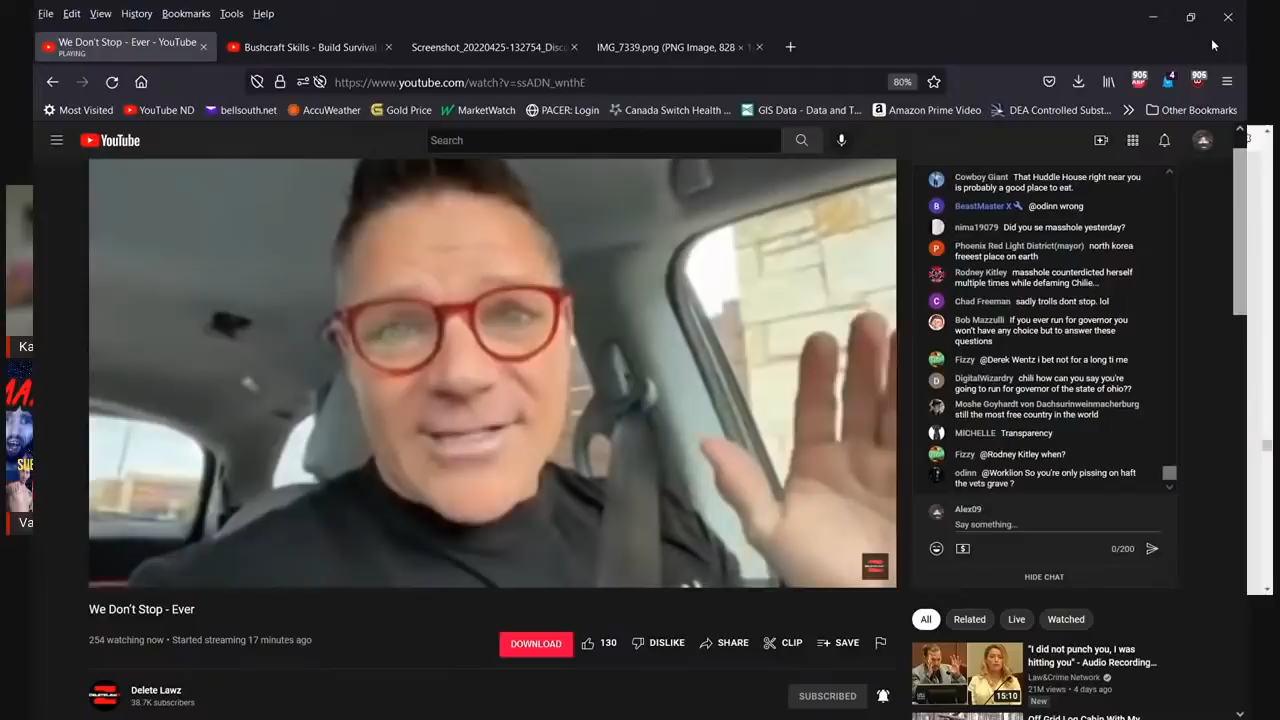 File Edit View History Bookmarks Tools Help
We Don't Stop - Ever - YouTube
PLAYING
Bushcraft Skills - Build Survival
Screenshot_20220425-132754_Disc
IMG_7339.png (PNG Image, 828 × 1
https://www.youtube.com/watch?v=ssADN_wnthE
80%
905
4
905
Most Visited YouTube ND bellsouth.net AccuWeather Gold Price MarketWatch PACER: Login Canada Switch Health ... GIS Data - Data and T... Amazon Prime Video DEA Controlled Subst... Other Bookmarks
YouTube
Search
Cowboy Giant That Huddle House right near you
is probably a good place to eat.
BeastMaster X @odinn wrong
nima19079 Did you se masshole yesterday?
Phoenix Red Light District(mayor) north korea
freeest place on earth
Rodney Kitley masshole counterdicted herself
multiple times while defaming Chilie...
Chad Freeman sadly trolls dont stop. lol
Bob Mazzulli If you ever run for governor you
won't have any choice but to answer these
questions
Fizzy @Derek Wentz i bet not for a long ti me
DigitalWizardry chili how can you say you're
going to run for governor of the state of ohio??
Moshe Goyhardt von Dachsurinweinmacherburg
still the most free country in the world
MICHELLE Transparency
Fizzy @Rodney Kitley when?
odinn @Worklion So you're only pissing on haft
the vets grave ?
Alex09
Say something...
0/200
HIDE CHAT
Ka
SU
Va
We Don't Stop - Ever
254 watching now • Started streaming 17 minutes ago
DOWNLOAD 130 DISLIKE SHARE CLIP SAVE
Delete Lawz
38.7K subscribers
SUBSCRIBED
All Related Live Watched
"I did not punch you, I was
hitting you" - Audio Recording...
Law&Crime Network
21M views • 4 days ago
New
15:10
Off Grid Log Cabin With My